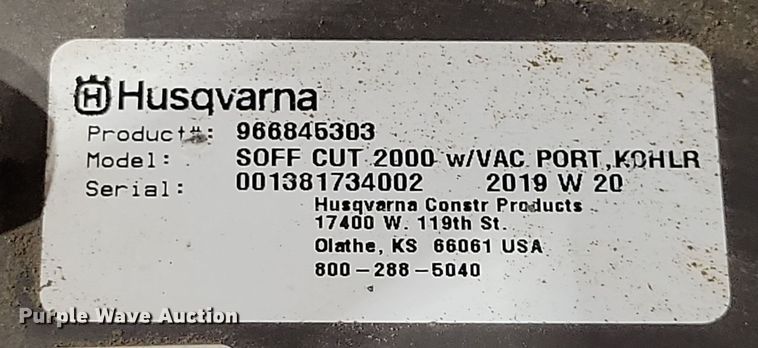 Husqvarna
Product#: 966845303
Model: SOFF CUT 2000 w/VAC PORT,KOHLR
Serial: 001381734002 2019 W 20
Husqvarna Constr Products
17400 W. 119th St.
Olathe, KS 66061 USA
800-288-5040
Purple Wave Auction